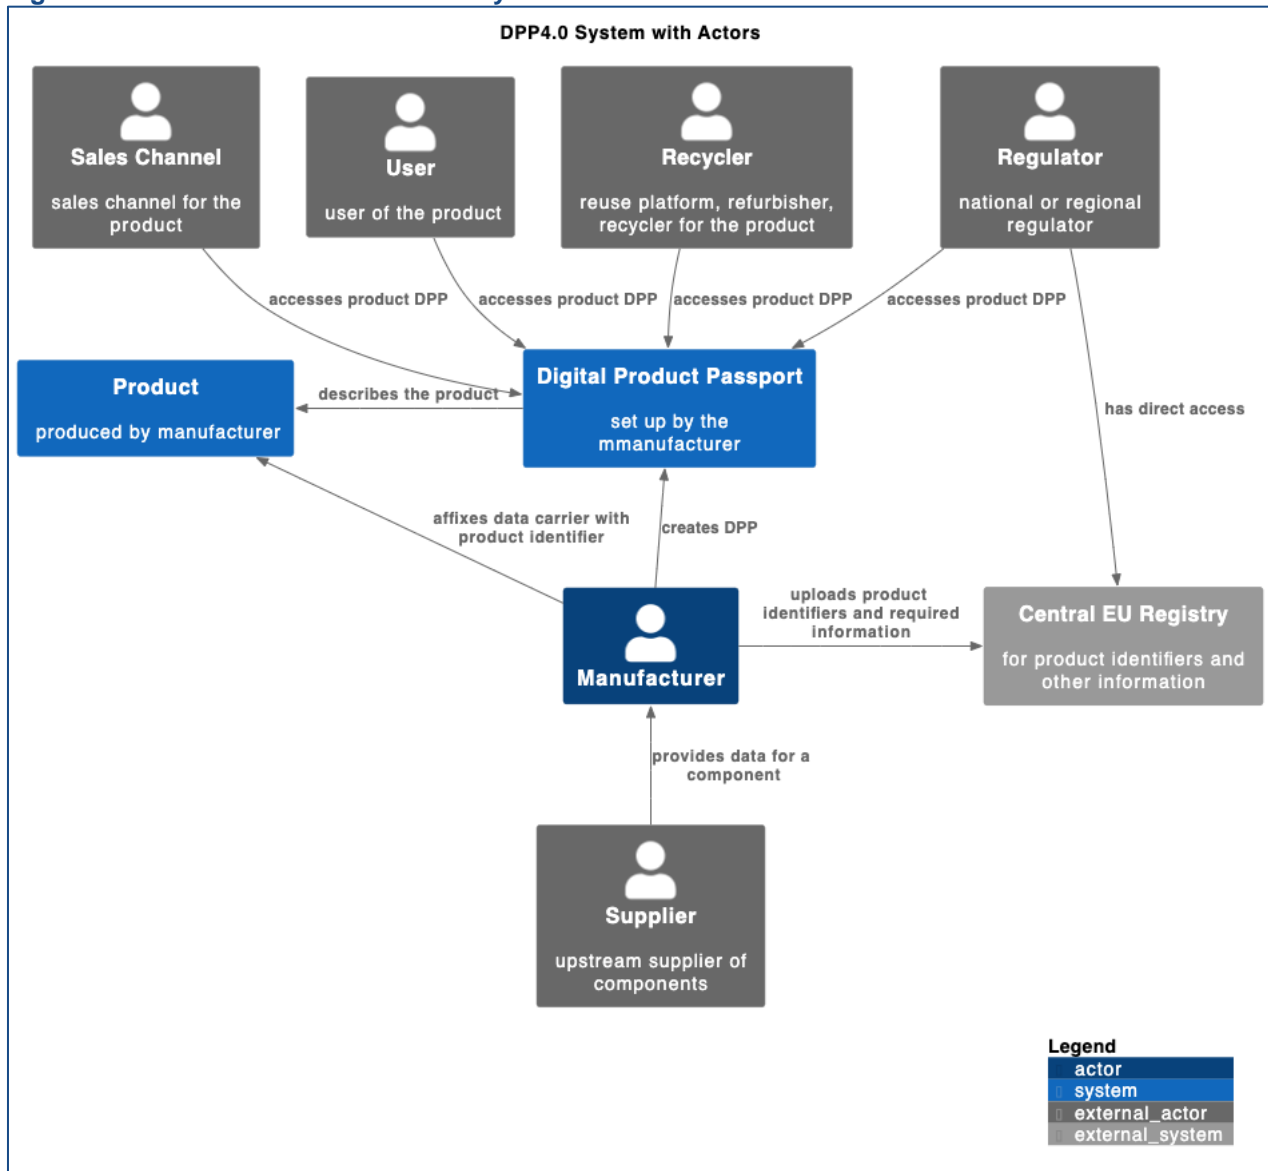 DPP4.0 System with Actors
Sales Channel
sales channel for the
product
User
user of the product
Recycler
reuse platform, refurbisher,
recycler for the product
Regulator
national or regional
regulator
accesses product DPP
accesses product DPP
accesses product DPP
accesses product DPP
Product
produced by manufacturer
describes the product
Digital Product Passport
set up by the
mmanufacturer
has direct access
affixes data carrier with
product identifier
creates DPP
Manufacturer
uploads product
identifiers and required
information
Central EU Registry
for product identifiers and
other information
provides data for a
component
Supplier
upstream supplier of
components
Legend
actor
system
external_actor
external_system